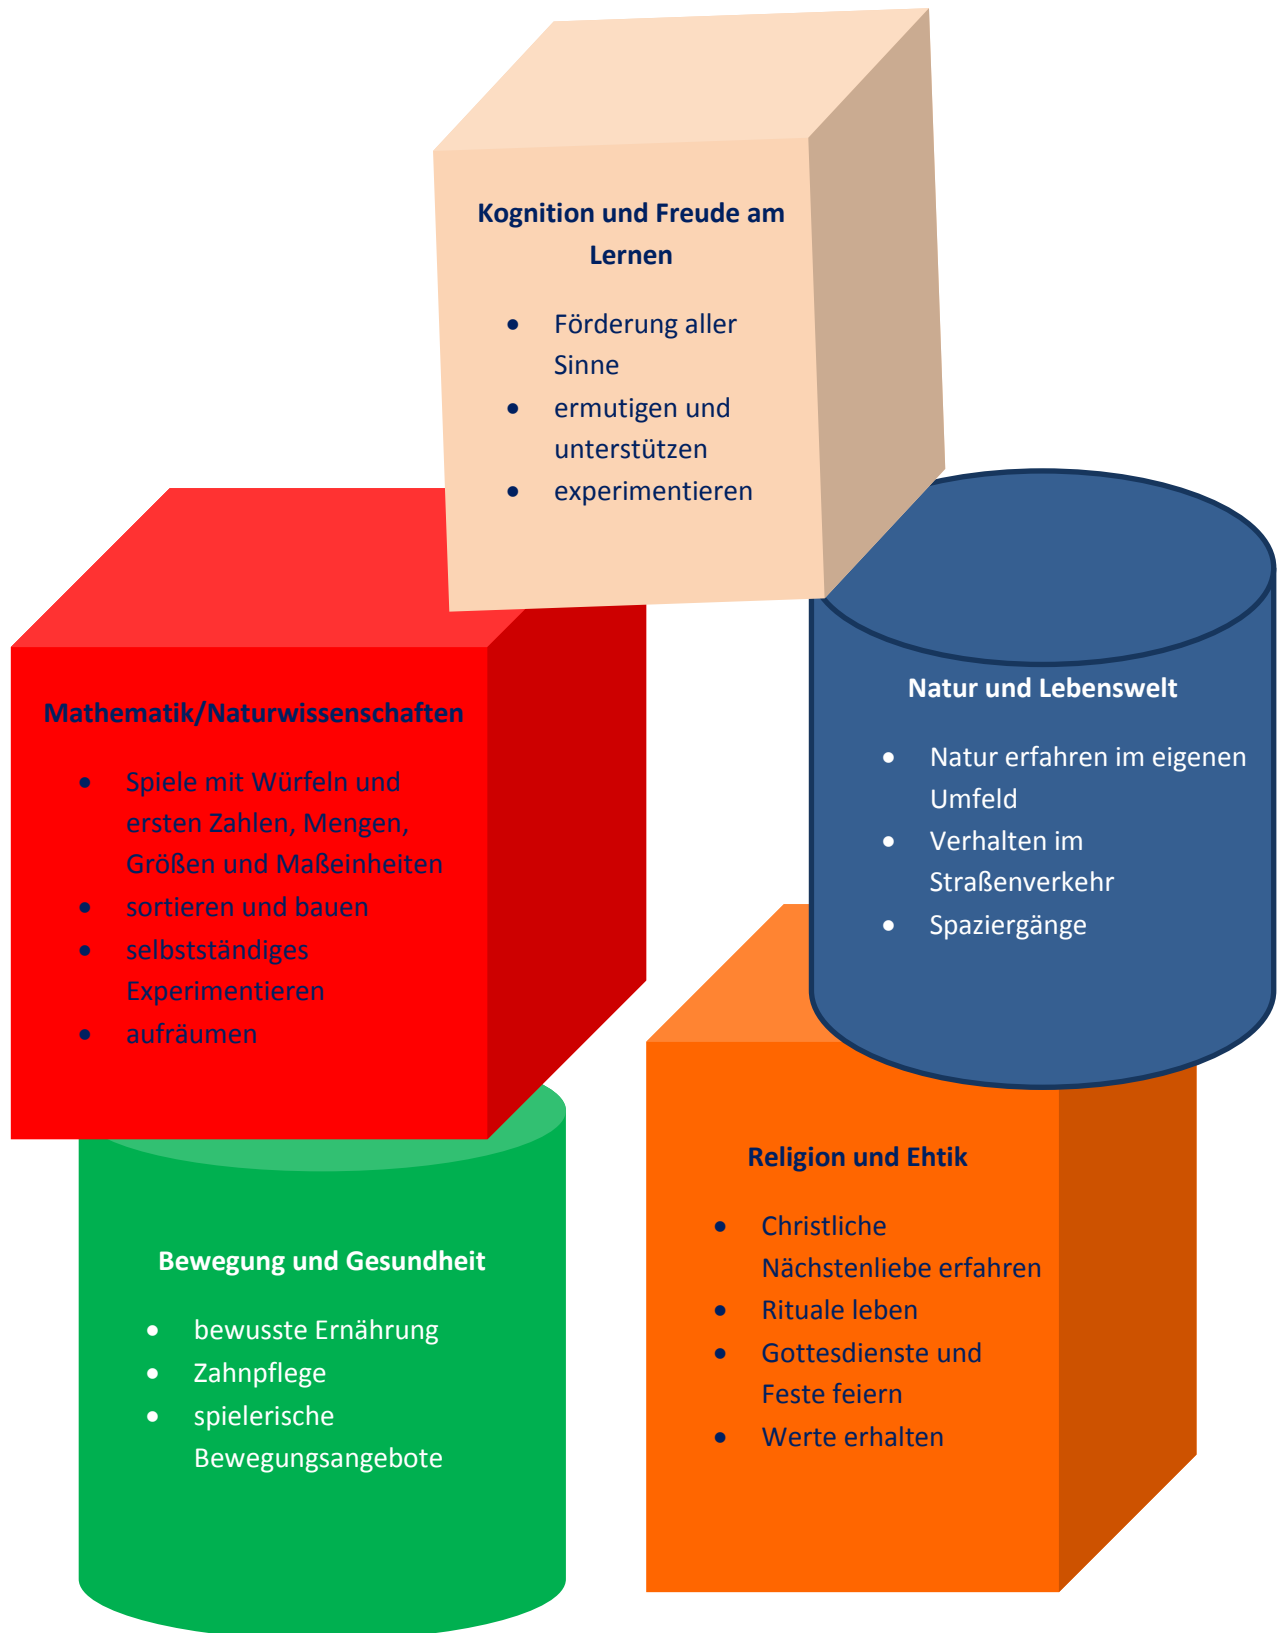 Kognition und Freude am
Lernen
• Förderung aller
Sinne
• ermutigen und
unterstützen
• experimentieren
Mathematik/Naturwissenschaften
• Spiele mit Würfeln und
ersten Zahlen, Mengen,
Größen und Maßeinheiten
• sortieren und bauen
• selbstständiges
Experimentieren
• aufräumen
Natur und Lebenswelt
• Natur erfahren im eigenen
Umfeld
• Verhalten im
Straßenverkehr
• Spaziergänge
Bewegung und Gesundheit
• bewusste Ernährung
• Zahnpflege
• spielerische
Bewegungsangebote
Religion und Ehtik
• Christliche
Nächstenliebe erfahren
• Rituale leben
• Gottesdienste und
Feste feiern
• Werte erhalten